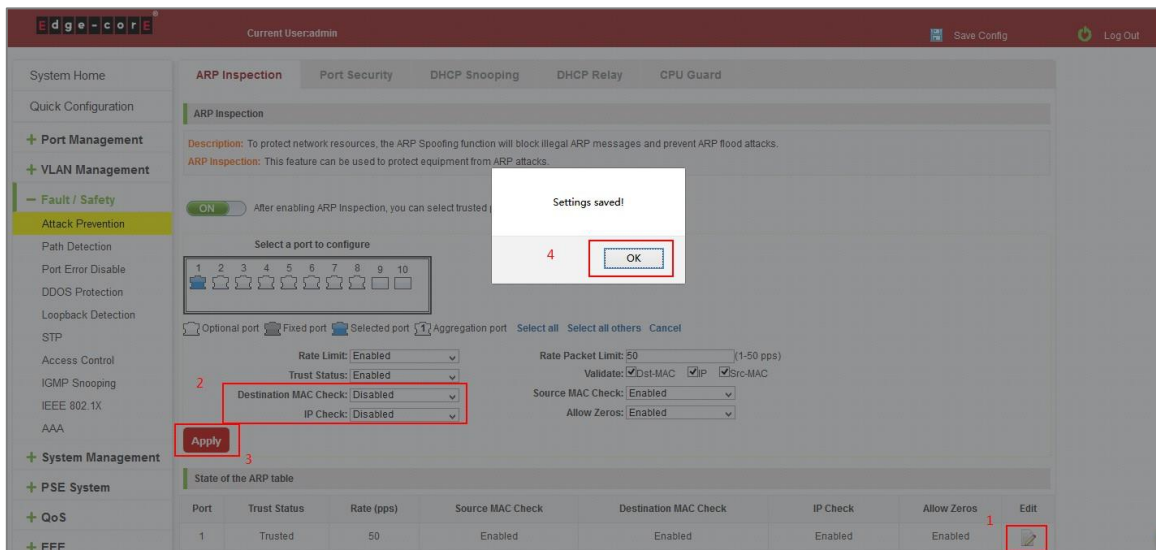 Edge-corE
Current User:admin
Save Config
Log Out
System Home
Quick Configuration
+ Port Management
+ VLAN Management
− Fault / Safety
Attack Prevention
Path Detection
Port Error Disable
DDOS Protection
Loopback Detection
STP
Access Control
IGMP Snooping
IEEE 802.1X
AAA
+ System Management
+ PSE System
+ QoS
+ EEE
ARP Inspection Port Security DHCP Snooping DHCP Relay CPU Guard
ARP Inspection
Description: To protect network resources, the ARP Spoofing function will block illegal ARP messages and prevent ARP flood attacks.
ARP Inspection: This feature can be used to protect equipment from ARP attacks.
ON After enabling ARP Inspection, you can select trusted
Settings saved!
4 OK
Select a port to configure
1 2 3 4 5 6 7 8 9 10
Optional port Fixed port Selected port 1 Aggregation port Select all Select all others Cancel
Rate Limit: Enabled Rate Packet Limit: 50 (1-50 pps)
Trust Status: Enabled Validate: Dst-MAC IP Src-MAC
2
Destination MAC Check: Disabled Source MAC Check: Enabled
IP Check: Disabled Allow Zeros: Enabled
Apply
3
State of the ARP table
Port Trust Status Rate (pps) Source MAC Check Destination MAC Check IP Check Allow Zeros Edit
1
1 Trusted 50 Enabled Enabled Enabled Enabled